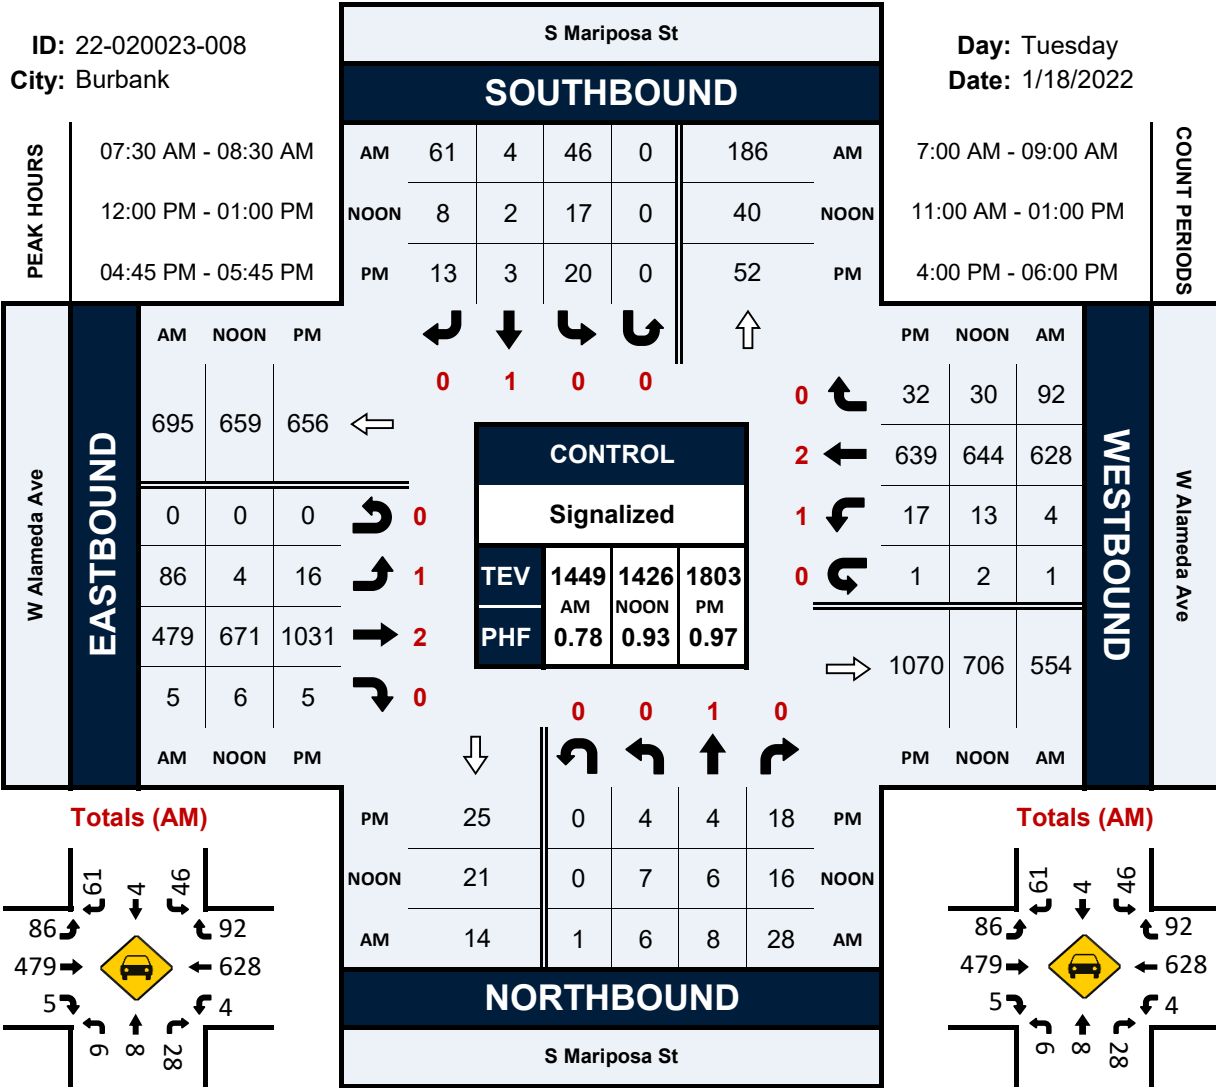 S Mariposa St
ID: 22-020023-008
Day: Tuesday
City: Burbank
Date: 1/18/2022
SOUTHBOUND
PEAK HOURS
07:30 AM - 08:30 AM
12:00 PM - 01:00 PM
04:45 PM - 05:45 PM
AM 61 4 46 0 186 AM
NOON 8 2 17 0 40 NOON
PM 13 3 20 0 52 PM
7:00 AM - 09:00 AM
11:00 AM - 01:00 PM
4:00 PM - 06:00 PM
COUNT PERIODS
0 1 0 0
W Alameda Ave
EASTBOUND
AM NOON PM
695 659 656
0 0 0 0
86 4 16 1
479 671 1031 2
5 6 5 0
AM NOON PM
CONTROL
Signalized
TEV 1449 1426 1803
AM NOON PM
PHF 0.78 0.93 0.97
PM NOON AM
0 32 30 92
2 639 644 628
1 17 13 4
0 1 2 1
1070 706 554
PM NOON AM
WESTBOUND
W Alameda Ave
0 0 1 0
PM 25 0 4 4 18 PM
NOON 21 0 7 6 16 NOON
AM 14 1 6 8 28 AM
NORTHBOUND
S Mariposa St
Totals (AM)
61 4 46
86 92
479 628
5 4
6 8 28
Totals (AM)
61 4 46
86 92
479 628
5 4
6 8 28